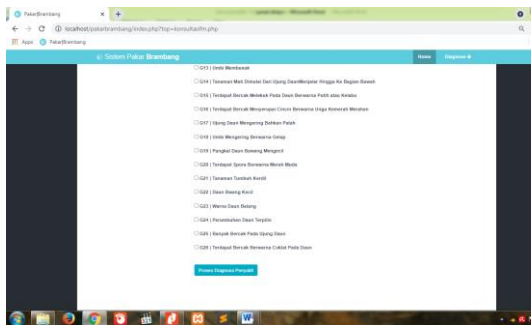 PakarBrambang
localhost/pakarbrambang/index.php?top=konsultasifm.php
Apps PakarBrambang
Sistem Pakar Brambang Home Diagnosa
G13 | Umbi Membusuk
G14 | Tanaman Mati Dimulai Dari Ujung DaunMenjalar Hingga Ke Bagian Bawah
G15 | Terdapat Bercak Melekuk Pada Daun Berwarna Putih atau Kelabu
G16 | Terdapat Bercak Menyerupai Cincin Berwarna Ungu Kemerah Merahan
G17 | Ujung Daun Mengering Bahkan Patah
G18 | Umbi Mengering Berwarna Gelap
G19 | Pangkal Daun Bawang Mengecil
G20 | Terdapat Spora Berwarna Merah Muda
G21 | Tanaman Tumbuh Kerdil
G22 | Daun Bwang Kecil
G23 | Warna Daun Belang
G24 | Pertumbuhan Daun Terpilin
G25 | Banyak Bercak Pada Ujung Daun
G26 | Terdapat Bercak Berwarna Coklat Pada Daun
Proses Diagnosa Penyakit